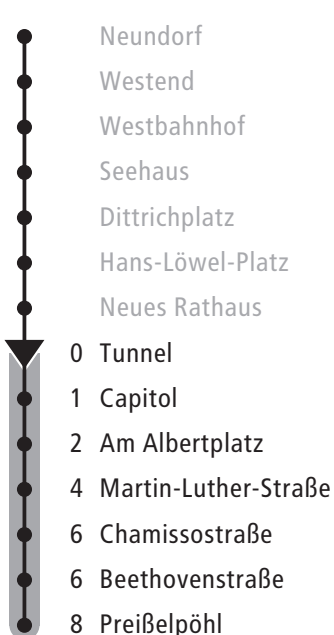 Neundorf
Westend
Westbahnhof
Seehaus
Dittrichplatz
Hans-Löwel-Platz
Neues Rathaus
0 Tunnel
1 Capitol
2 Am Albertplatz
4 Martin-Luther-Straße
6 Chamissostraße
6 Beethovenstraße
8 Preißelpöhl